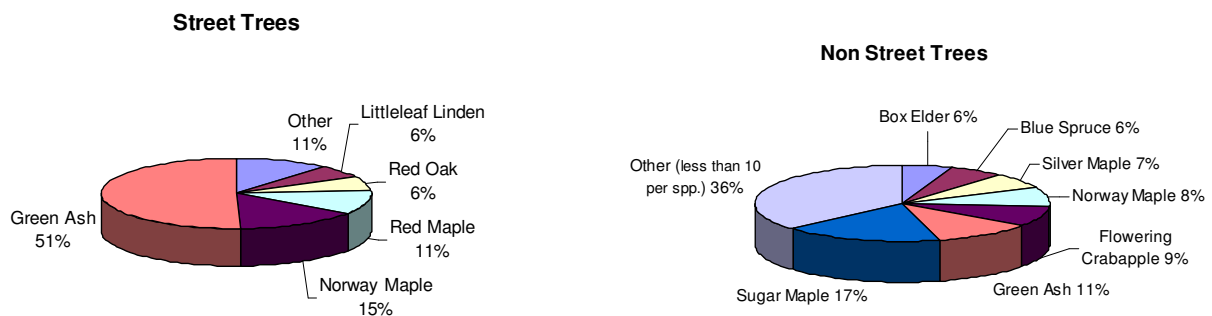 Street Trees
Other
11%
Littleleaf Linden
6%
Red Oak
6%
Red Maple
11%
Norway Maple
15%
Green Ash
51%
Non Street Trees
Box Elder 6%
Blue Spruce 6%
Silver Maple 7%
Norway Maple 8%
Flowering
Crabapple 9%
Green Ash 11%
Sugar Maple 17%
Other (less than 10
per spp.) 36%